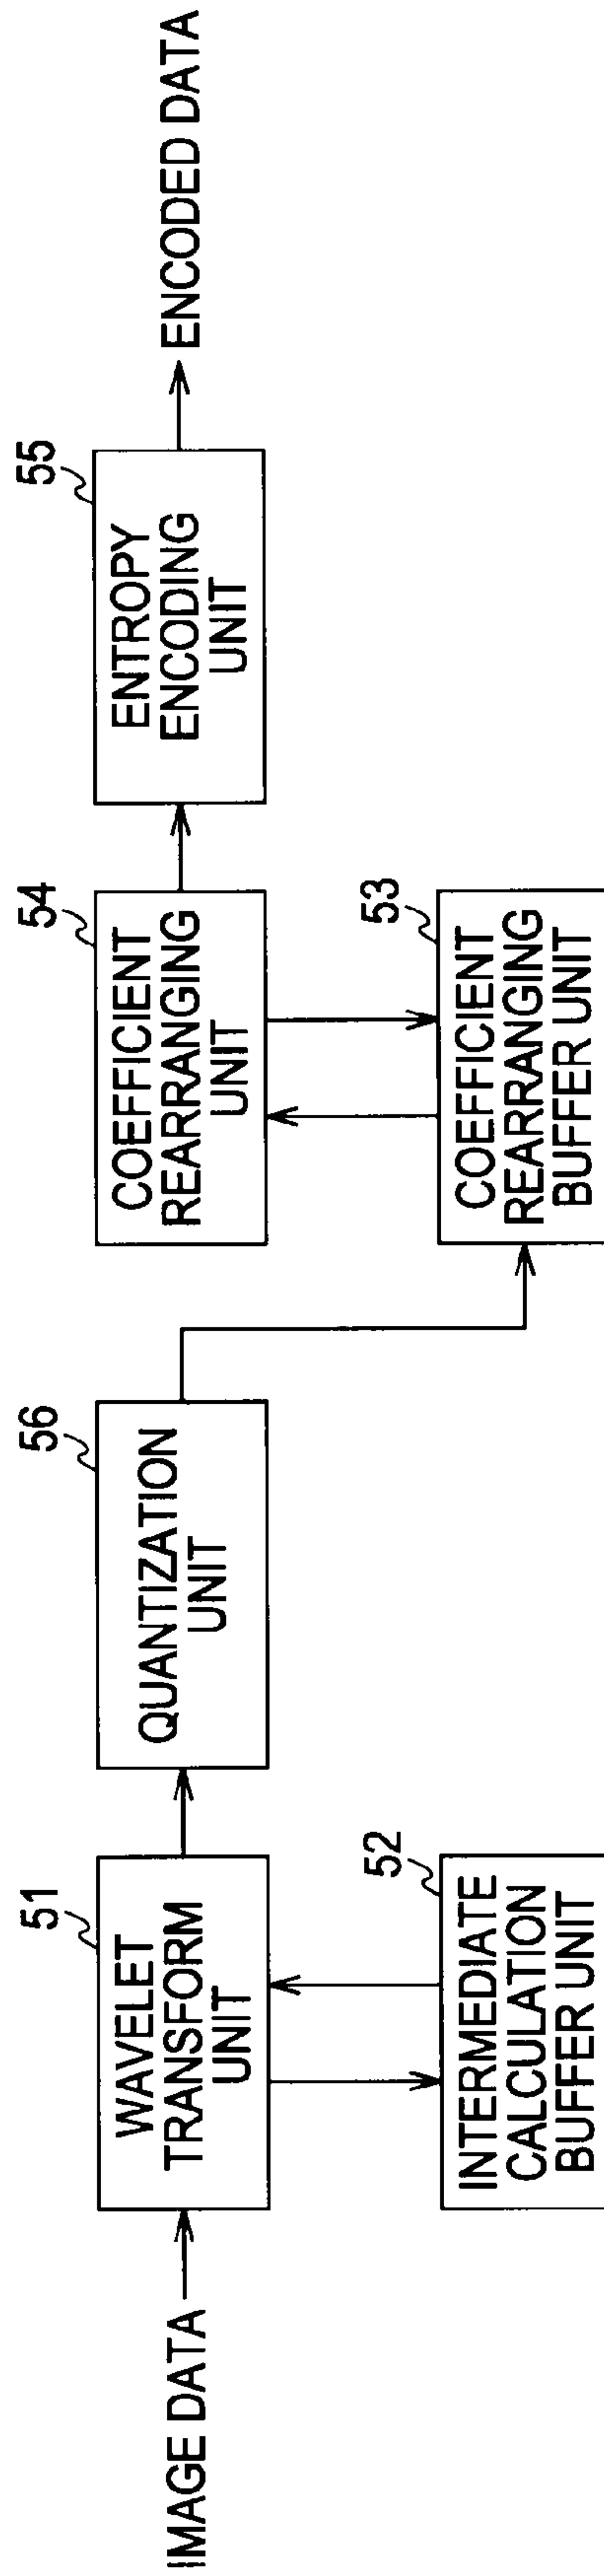 IMAGE DATA
51
WAVELET
TRANSFORM
UNIT
52
INTERMEDIATE
CALCULATION
BUFFER UNIT
56
QUANTIZATION
UNIT
54
COEFFICIENT
REARRANGING
UNIT
53
COEFFICIENT
REARRANGING
BUFFER UNIT
55
ENTROPY
ENCODING
UNIT
ENCODED DATA